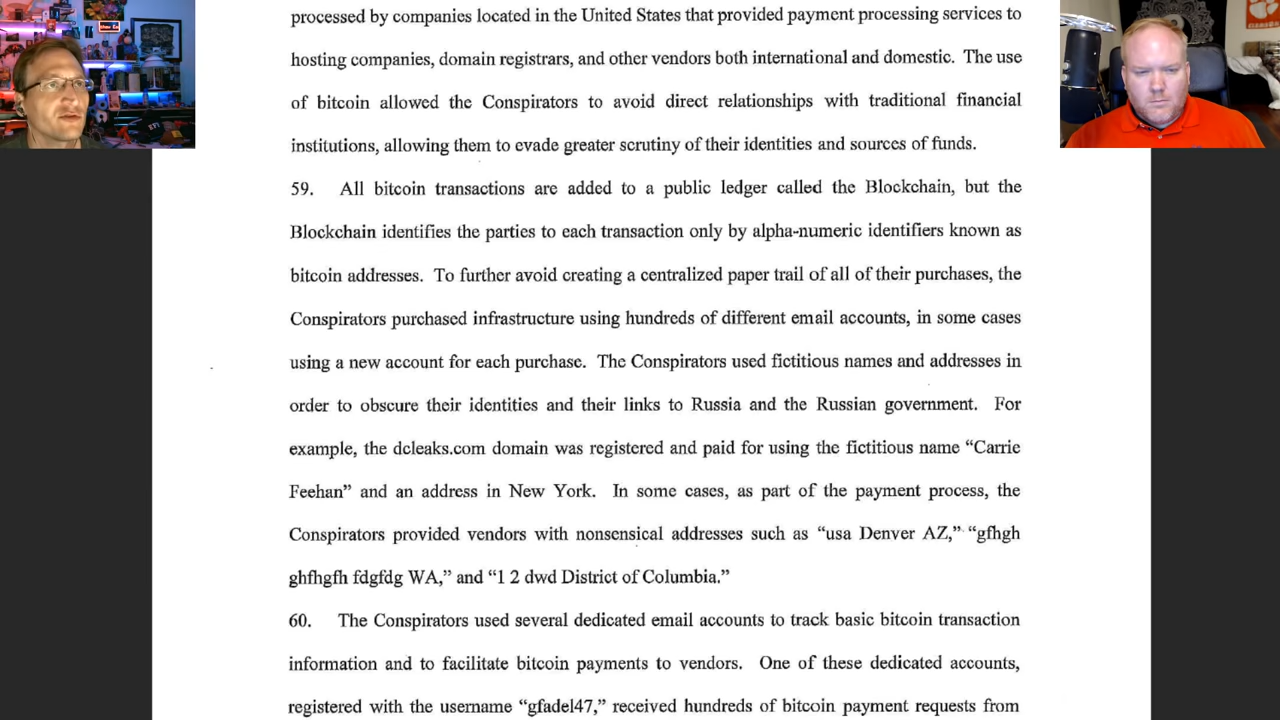 processed by companies located in the United States that provided payment processing services to
hosting companies, domain registrars, and other vendors both international and domestic. The use
of bitcoin allowed the Conspirators to avoid direct relationships with traditional financial
institutions, allowing them to evade greater scrutiny of their identities and sources of funds.
59. All bitcoin transactions are added to a public ledger called the Blockchain, but the
Blockchain identifies the parties to each transaction only by alpha-numeric identifiers known as
bitcoin addresses. To further avoid creating a centralized paper trail of all of their purchases, the
Conspirators purchased infrastructure using hundreds of different email accounts, in some cases
using a new account for each purchase. The Conspirators used fictitious names and addresses in
order to obscure their identities and their links to Russia and the Russian government. For
example, the dcleaks.com domain was registered and paid for using the fictitious name “Carrie
Feehan” and an address in New York. In some cases, as part of the payment process, the
Conspirators provided vendors with nonsensical addresses such as “usa Denver AZ,” “gfhgh
ghfhgfh fdgfdg WA,” and “1 2 dwd District of Columbia.”
60. The Conspirators used several dedicated email accounts to track basic bitcoin transaction
information and to facilitate bitcoin payments to vendors. One of these dedicated accounts,
registered with the username “gfadel47,” received hundreds of bitcoin payment requests from